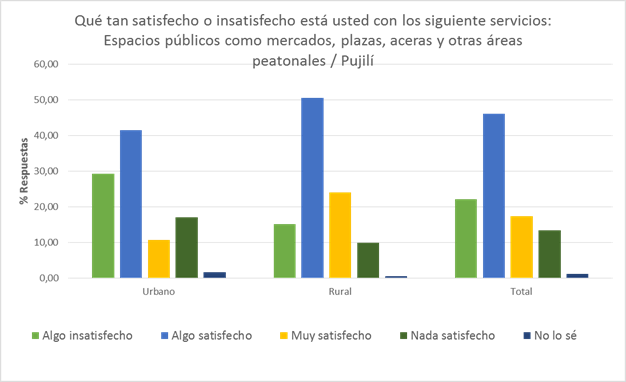 Qué tan satisfecho o insatisfecho está usted con los siguiente servicios:
Espacios públicos como mercados, plazas, aceras y otras áreas
peatonales / Pujilí
60,00
50,00
40,00
30,00
20,00
10,00
0,00
% Respuestas
Urbano Rural Total
Algo insatisfecho Algo satisfecho Muy satisfecho Nada satisfecho No lo sé